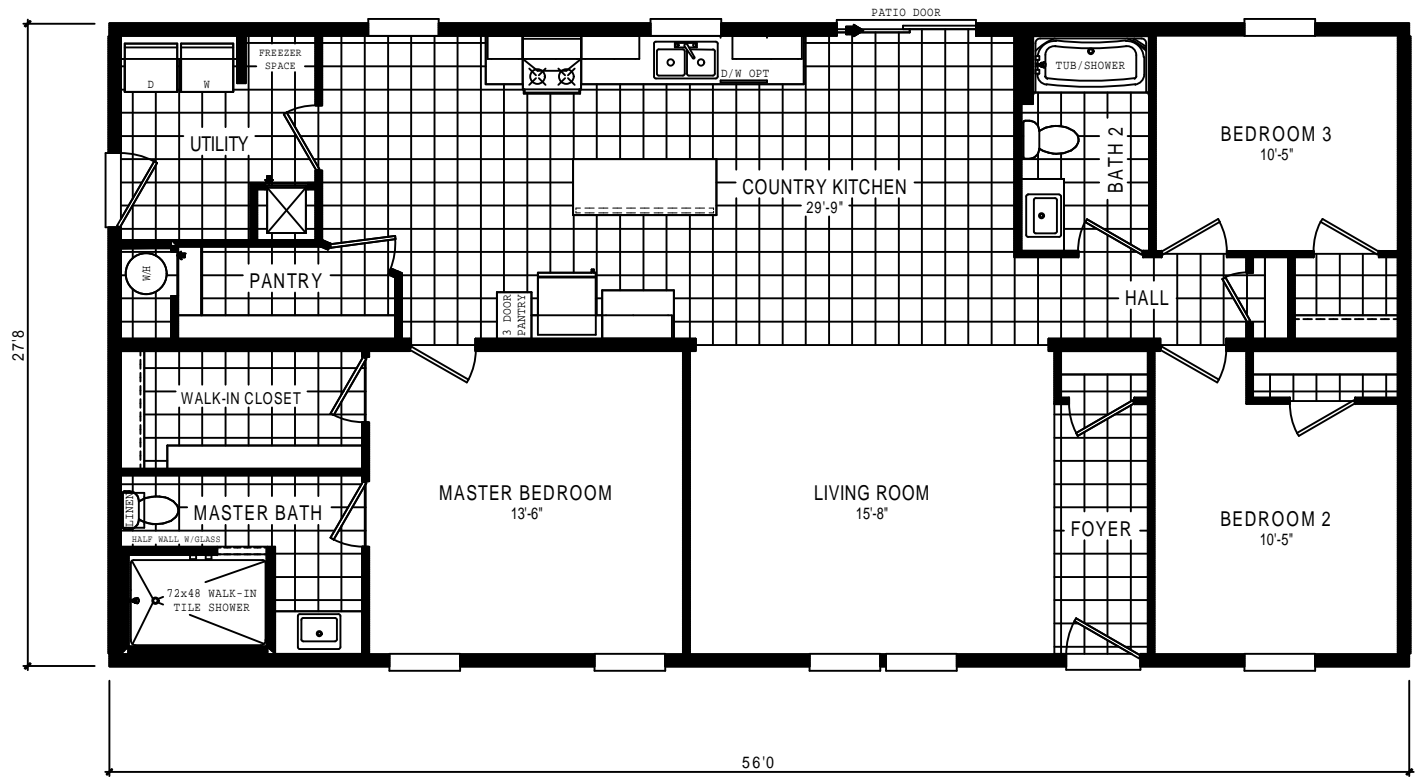 PATIO DOOR
FREEZER
SPACE
D
W
D/W OPT
TUB/SHOWER
UTILITY
BATH 2
BEDROOM 3
10'-5"
COUNTRY KITCHEN
29'-9"
W/H
PANTRY
3 DOOR
PANTRY
HALL
27'8
WALK-IN CLOSET
MASTER BEDROOM
13'-6"
LIVING ROOM
15'-8"
LINEN
MASTER BATH
FOYER
BEDROOM 2
10'-5"
HALF WALL W/GLASS
72x48 WALK-IN
TILE SHOWER
56'0